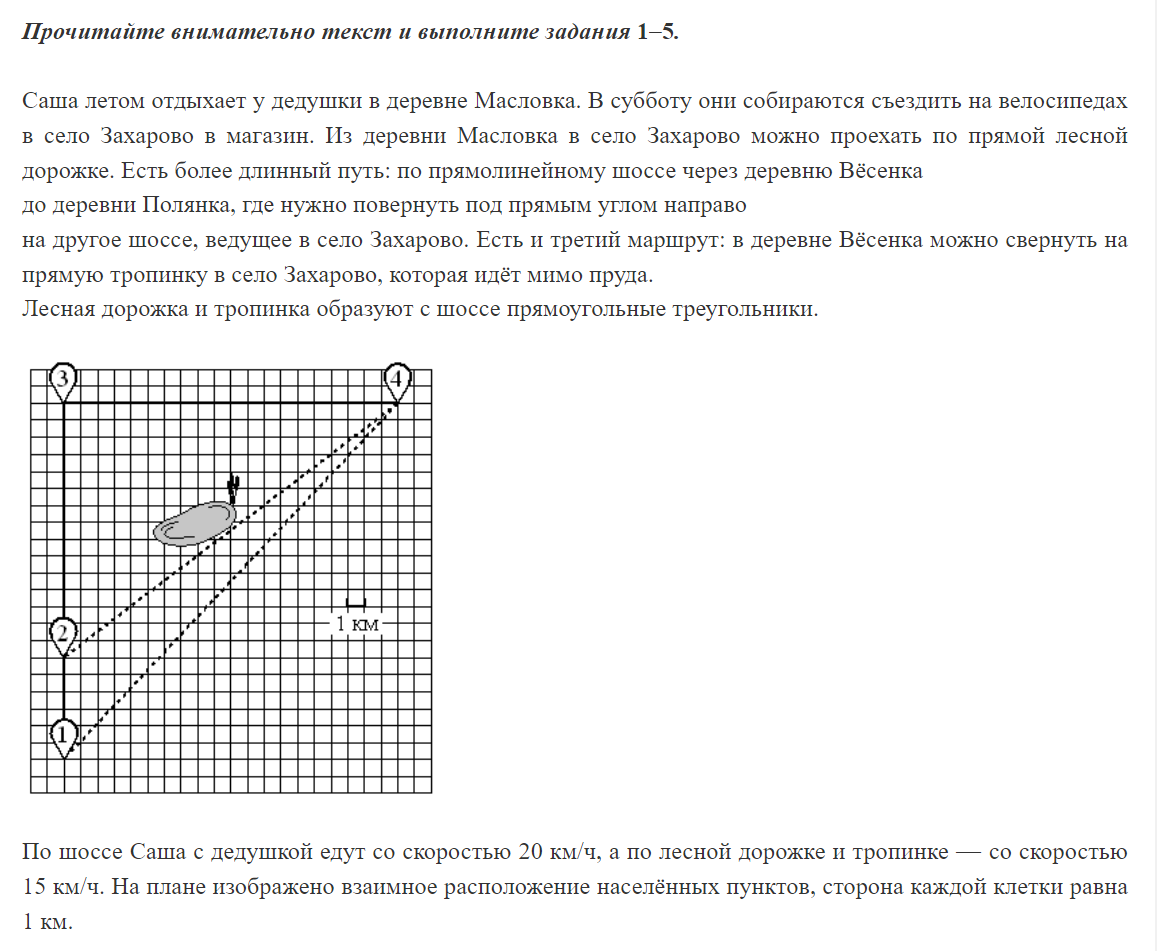 Прочитайте внимательно текст и выполните задания 1–5.
Саша летом отдыхает у дедушки в деревне Масловка. В субботу они собираются съездить на велосипедах
в село Захарово в магазин. Из деревни Масловка в село Захарово можно проехать по прямой лесной
дорожке. Есть более длинный путь: по прямолинейному шоссе через деревню Вёсенка
до деревни Полянка, где нужно повернуть под прямым углом направо
на другое шоссе, ведущее в село Захарово. Есть и третий маршрут: в деревне Вёсенка можно свернуть на
прямую тропинку в село Захарово, которая идёт мимо пруда.
Лесная дорожка и тропинка образуют с шоссе прямоугольные треугольники.
3
4
2
1 км
1
По шоссе Саша с дедушкой едут со скоростью 20 км/ч, а по лесной дорожке и тропинке — со скоростью
15 км/ч. На плане изображено взаимное расположение населённых пунктов, сторона каждой клетки равна
1 км.